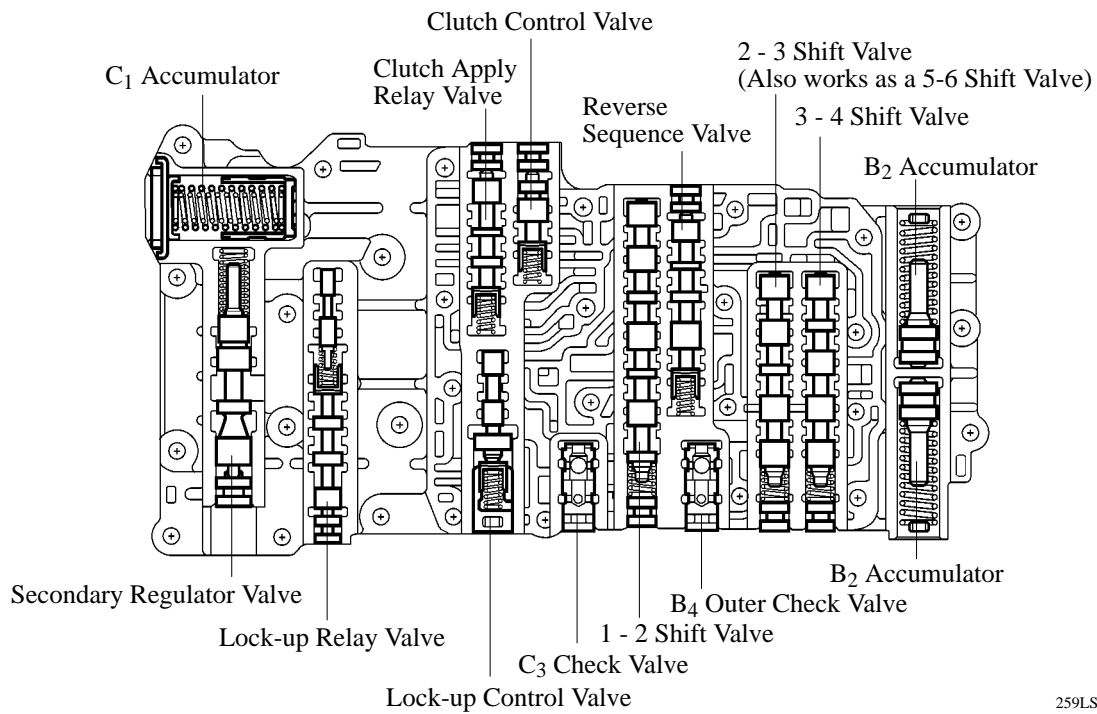 Clutch Control Valve
C₁ Accumulator
Clutch Apply
Relay Valve
Reverse
Sequence Valve
2 - 3 Shift Valve
(Also works as a 5-6 Shift Valve)
3 - 4 Shift Valve
B₂ Accumulator
Secondary Regulator Valve
Lock-up Relay Valve
Lock-up Control Valve
C₃ Check Valve
1 - 2 Shift Valve
B₄ Outer Check Valve
B₂ Accumulator
259LS